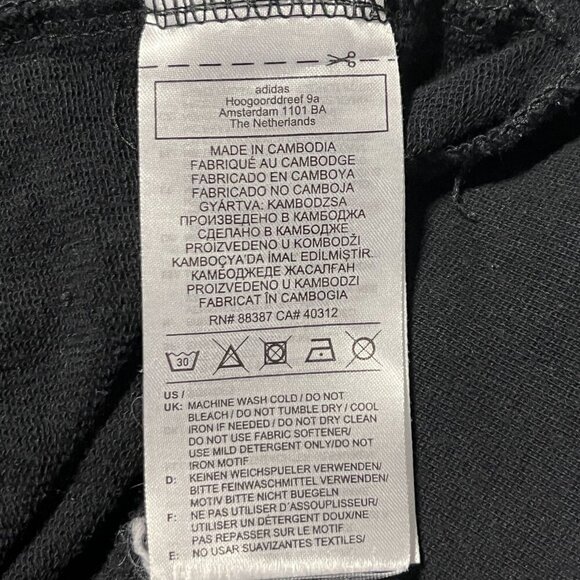 adidas
Hoogoorddreef 9a
Amsterdam 1101 BA
The Netherlands
MADE IN CAMBODIA
FABRIQUÉ AU CAMBODGE
FABRICADO EN CAMBOYA
FABRICADO NO CAMBOJA
GYÁRTVA: KAMBODZSA
ПРОИЗВЕДЕНО В КАМБОДЖА
СДЕЛАНО В КАМБОДЖЕ
PROIZVEDENO U KOMBODŽI
KAMBOÇYA'DA İMAL EDİLMİŞTİR.
КАМБОДЖЕДЕ ЖАСАЛҒАН
PROIZVEDENO U KAMBODŽI
FABRICAT ÎN CAMBOGIA
RN# 88387 CA# 40312
30
US /
UK: MACHINE WASH COLD / DO NOT
BLEACH / DO NOT TUMBLE DRY / COOL
IRON IF NEEDED / DO NOT DRY CLEAN
DO NOT USE FABRIC SOFTENER/
USE MILD DETERGENT ONLY/DO NOT
IRON MOTIF
D: KEINEN WEICHSPUELER VERWENDEN/
BITTE FEINWASCHMITTEL VERWENDEN/
MOTIV BITTE NICHT BUEGELN
F: NE PAS UTILISER D'ASSOUPLISSEUR/
UTILISER UN DÉTERGENT DOUX/NE
PAS REPASSER SUR LE MOTIF
E: NO USAR SUAVIZANTES TEXTILES/